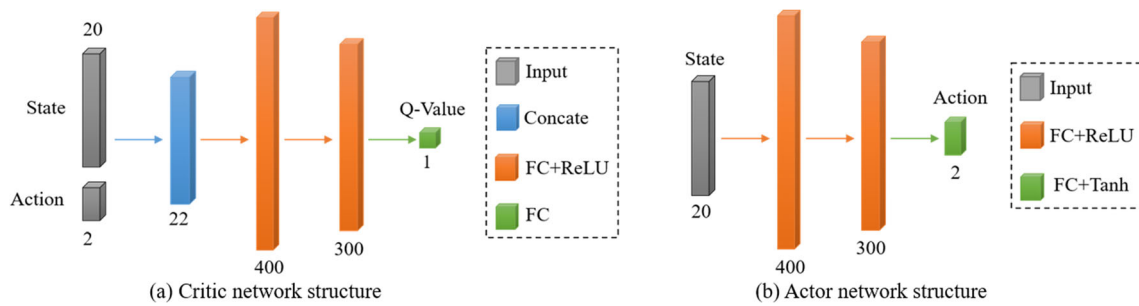 20
State
Action
2
22
400
300
Q-Value
1
Input
Concate
FC+ReLU
FC
(a) Critic network structure
State
20
400
300
Action
2
Input
FC+ReLU
FC+Tanh
(b) Actor network structure